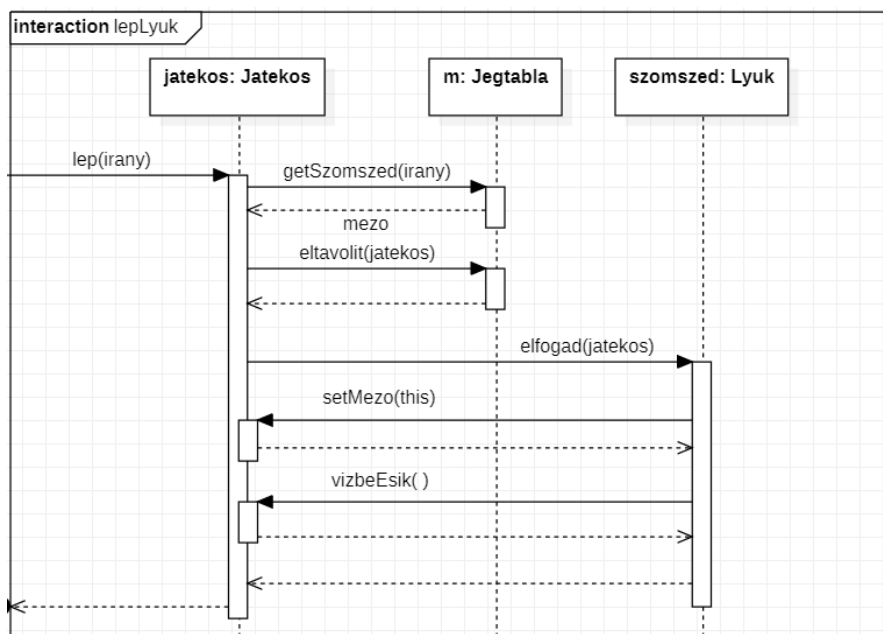 interaction lepLyuk
jatekos: Jatekos
m: Jegtabla
szomszed: Lyuk
lep(irany)
getSzomszed(irany)
mezo
eltavolit(jatekos)
elfogad(jatekos)
setMezo(this)
vizbeEsik( )